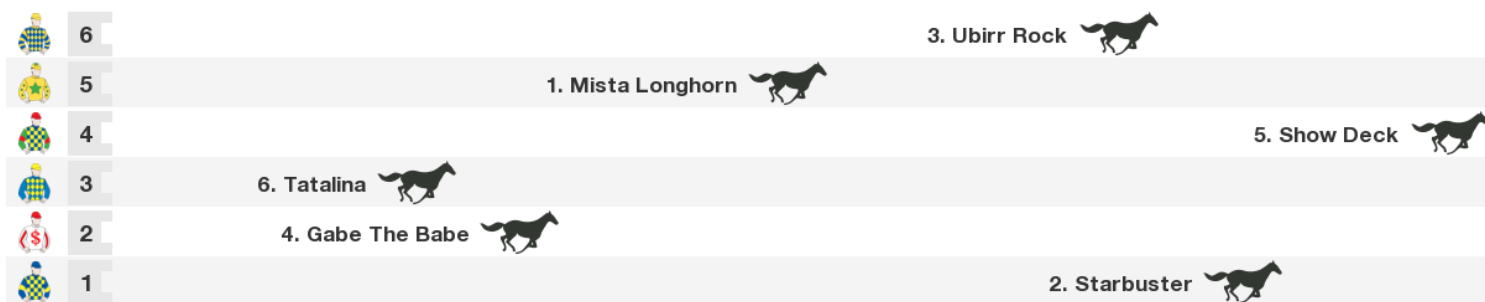 6 3. Ubirr Rock
5 1. Mista Longhorn
4 5. Show Deck
3 6. Tatalina
$ 2 4. Gabe The Babe
1 2. Starbuster